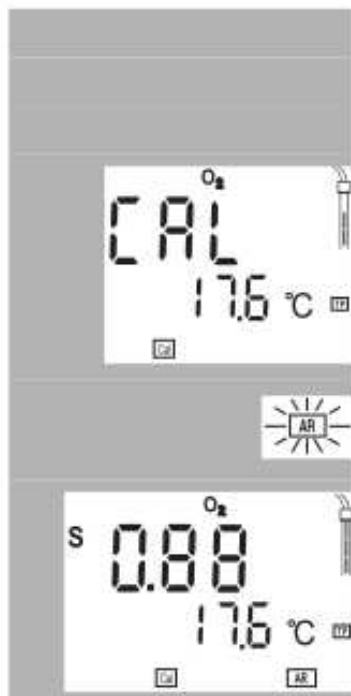 O₂
CAL
17.6 °C TP
Cal
AR
O₂
S 0.88
17.6 °C TP
Cal AR